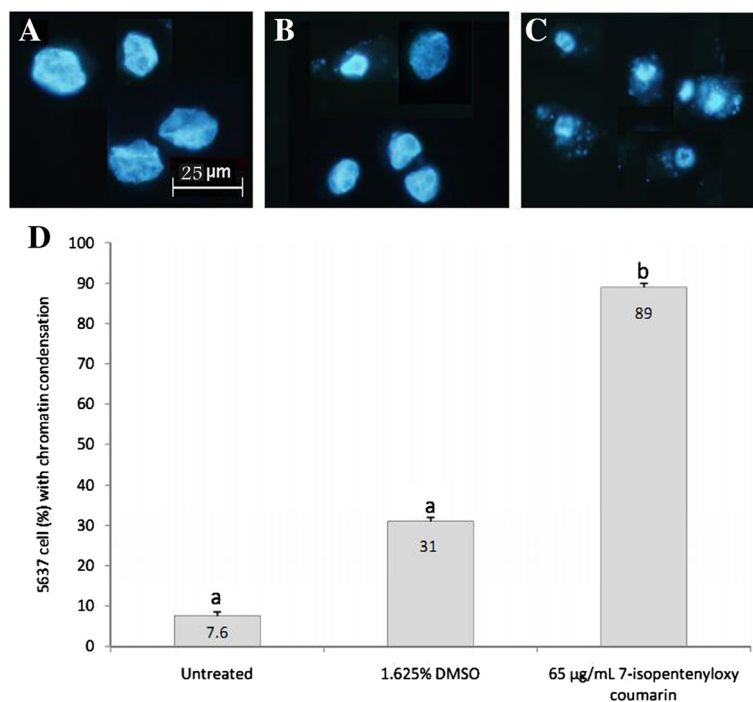 A
B
C
25 μm
D
100
90
80
70
60
50
40
30
20
10
0
5637 cell (%) with chromatin condensation
a
7.6
a
31
b
89
Untreated
1.625% DMSO
65 μg/mL 7-isopentenyloxy
coumarin